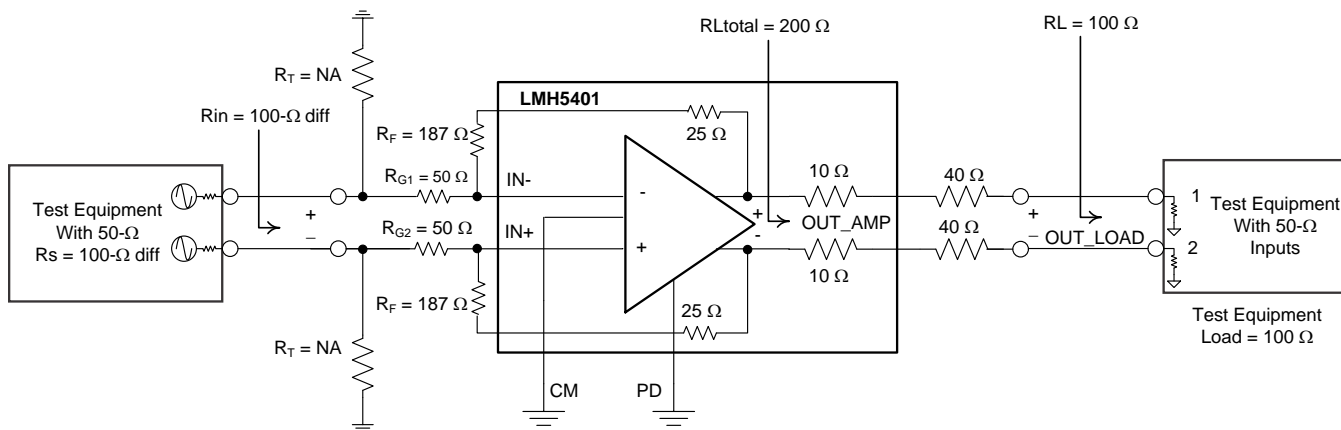 RLtotal = 200 Ω
RL = 100 Ω
R_T = NA
LMH5401
Rin = 100-Ω diff
R_F = 187 Ω
25 Ω
R_G1 = 50 Ω
IN-
10 Ω
40 Ω
Test Equipment
With 50-Ω
Rs = 100-Ω diff
+
–
-
+
+
-
OUT_AMP
+
–
OUT_LOAD
1
2
Test Equipment
With 50-Ω
Inputs
R_G2 = 50 Ω
IN+
10 Ω
40 Ω
R_F = 187 Ω
25 Ω
R_T = NA
CM
PD
Test Equipment
Load = 100 Ω